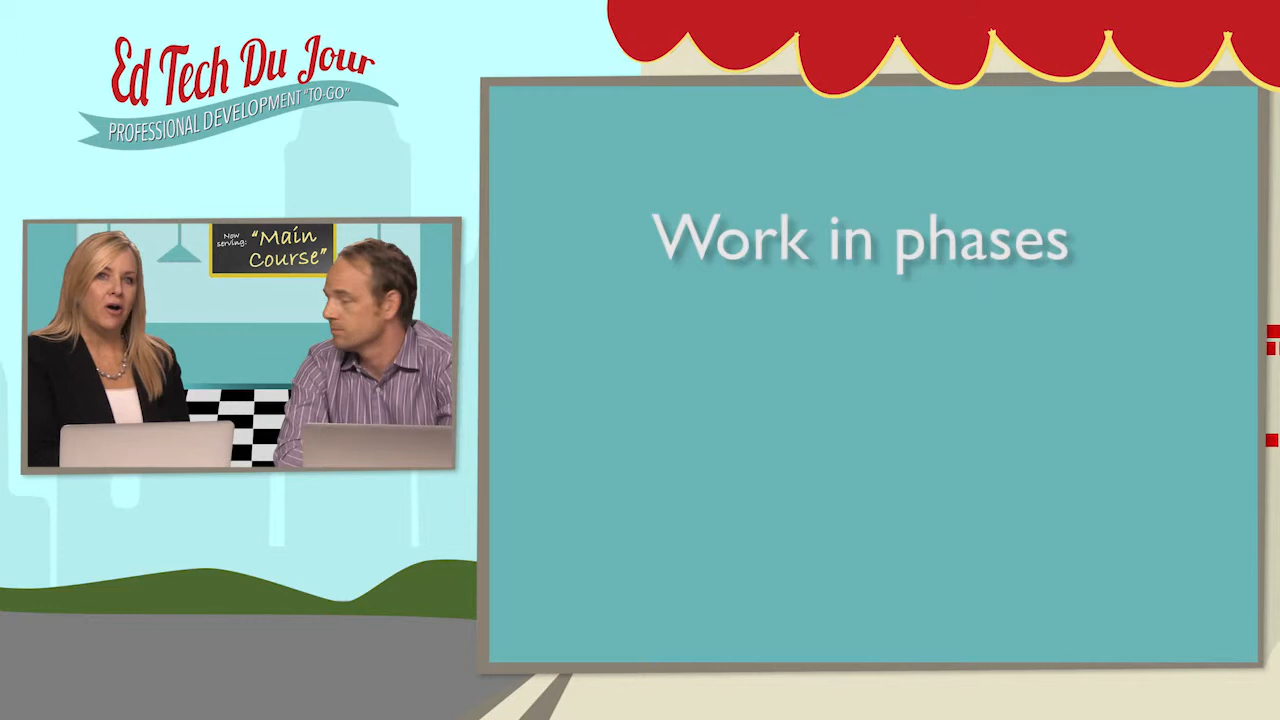 Ed Tech Du Jour
PROFESSIONAL DEVELOPMENT "TO-GO"
Now
serving:
"Main
Course"
Work in phases